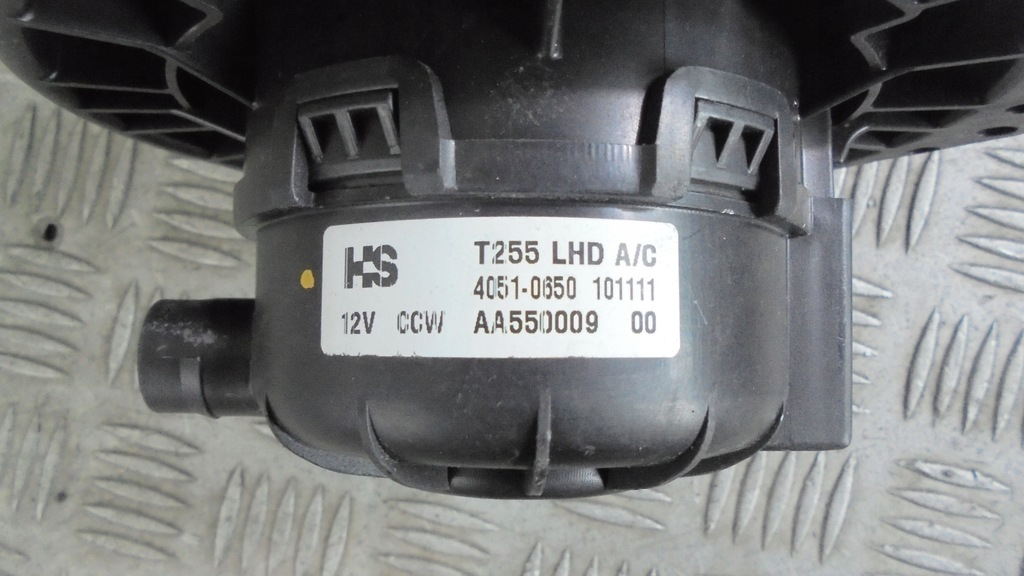 HS T255 LHD A/C
4051-0650 101111
12V CCW AA550009 00